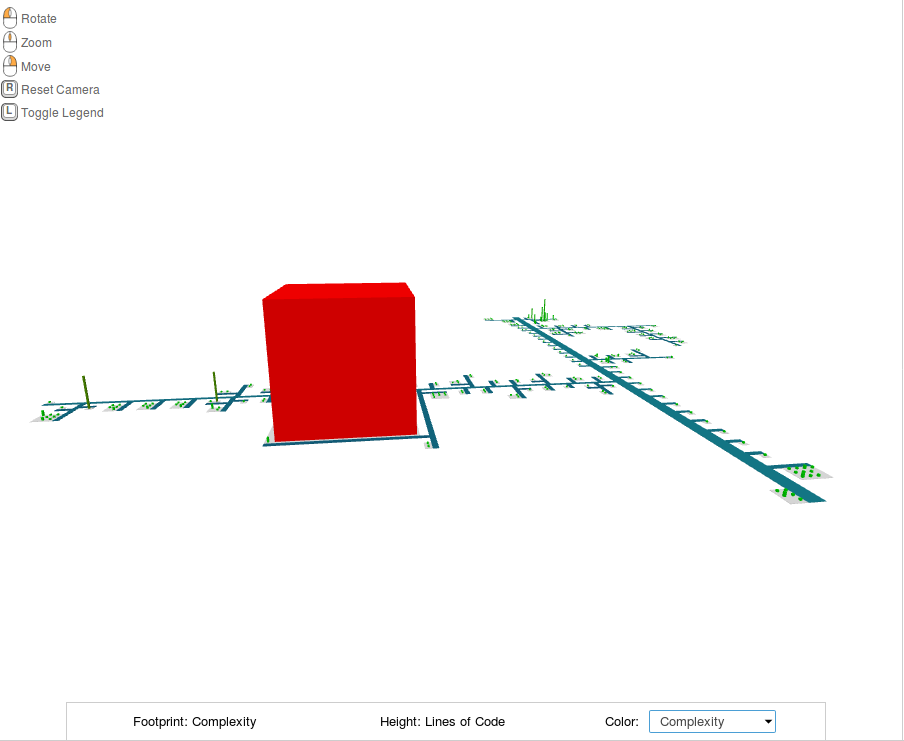 Rotate
Zoom
Move
R Reset Camera
L Toggle Legend
Footprint: Complexity Height: Lines of Code Color: Complexity